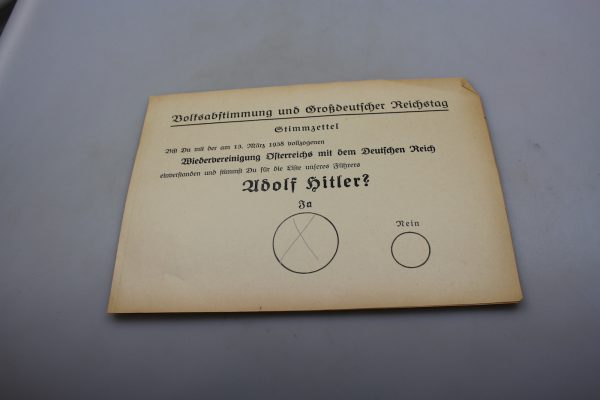 Volksabstimmung und Großdeutscher Reichstag
Stimmzettel
Bist Du mit der am 13. März 1938 vollzogenen
Wiedervereinigung Österreichs mit dem Deutschen Reich
einverstanden und stimmst Du für die Liste unseres Führers
Adolf Hitler?
Ja
Nein